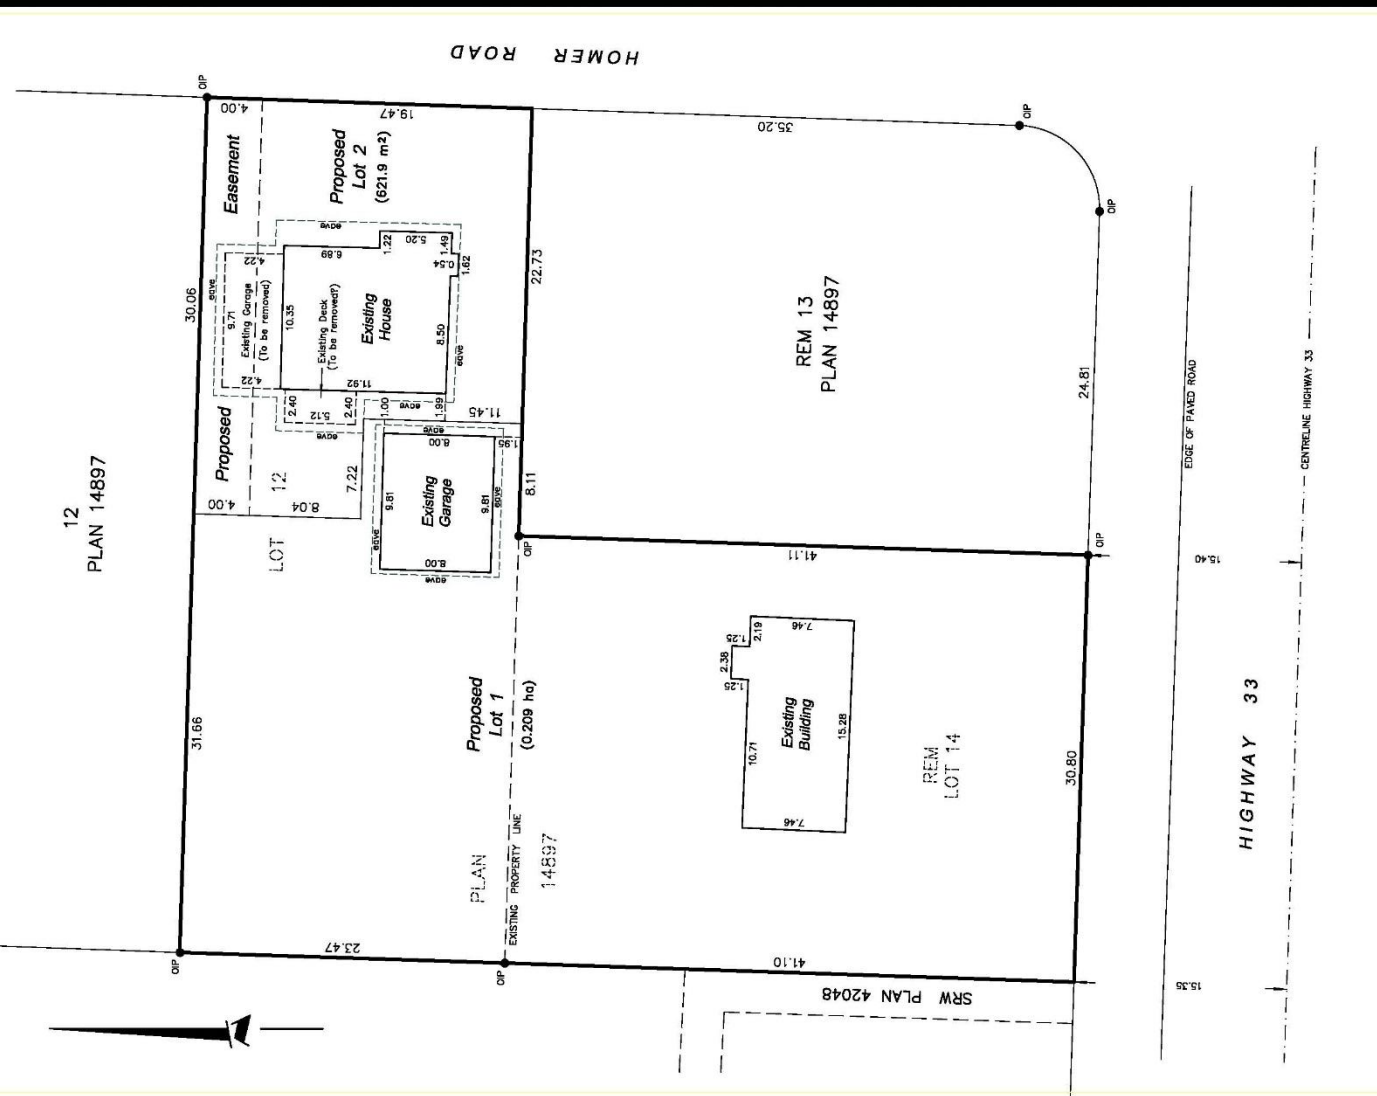 HOMER ROAD
OIP
4.00
19.47
35.20
OIP
OIP
Easement
Proposed
Lot 2
(621.9 m²)
eave
6.89
1.22
5.20
1.49
0.54
1.62
22.73
30.06
eave
4.22
9.71
Existing Garage
(To be removed)
4.22
10.35
Existing Deck
(To be removed?)
Existing
House
8.50
eave
11.92
2.40
5.12
2.40
1.00
eave
1.99
11.45
eave
REM 13
PLAN 14897
24.81
EDGE OF PAVED ROAD
CENTRELINE HIGHWAY 33
Proposed
4.00
8.04
7.22
12
LOT
eave
8.00
1.95
9.81
Existing
Garage
9.81
eave
eave
8.00
eave
8.11
OIP
41.11
OIP
15.40
12
PLAN 14897
31.66
Proposed
Lot 1
(0.209 ha)
1.25
2.19
7.46
2.38
1.25
Existing
Building
10.71
15.28
7.46
REM
LOT 14
30.80
HIGHWAY 33
PLAN
14897
EXISTING PROPERTY LINE
OIP
23.47
OIP
41.10
SRW PLAN 42048
15.35